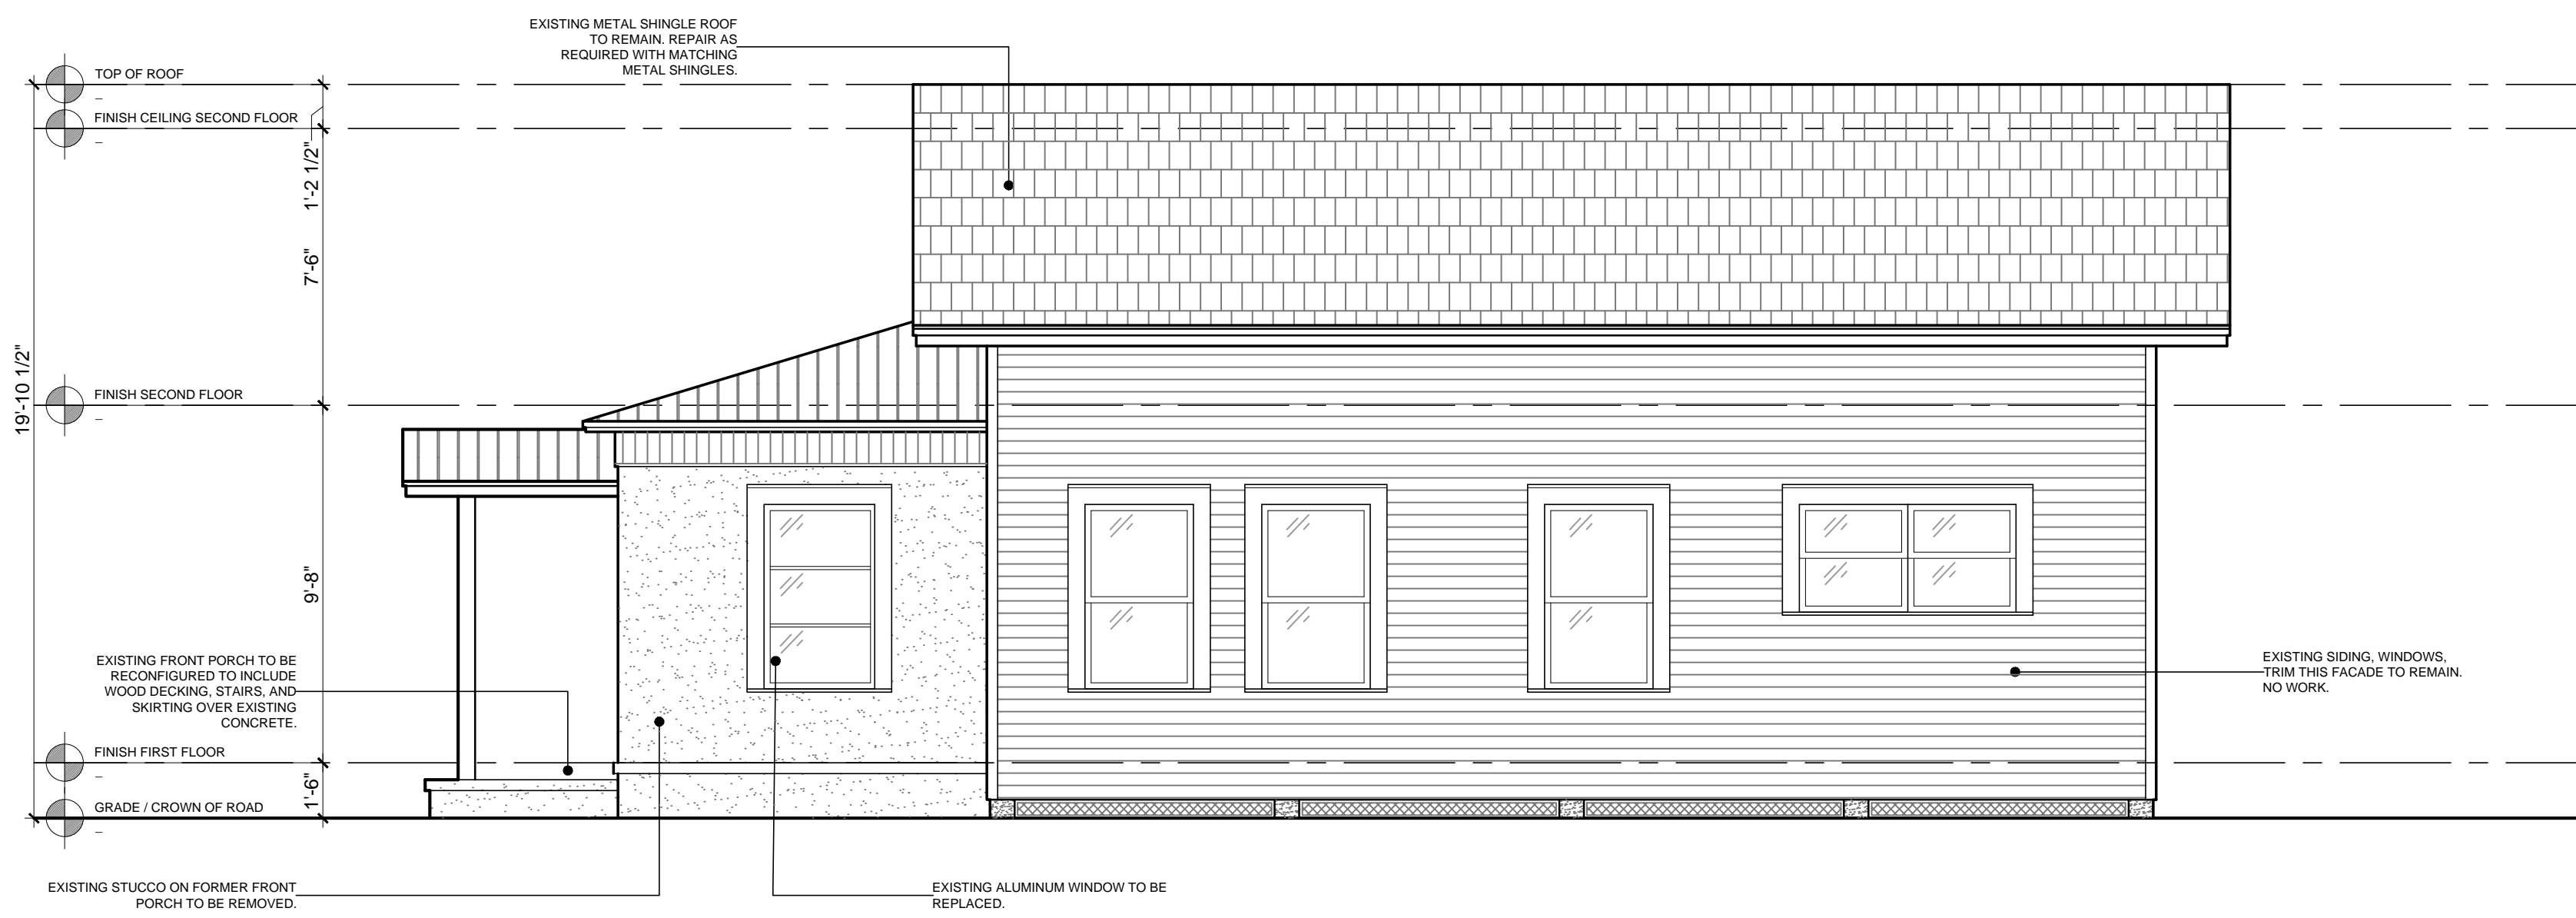 EXISTING METAL SHINGLE ROOF
TO REMAIN. REPAIR AS
REQUIRED WITH MATCHING
METAL SHINGLES.
TOP OF ROOF
FINISH CEILING SECOND FLOOR
1'-2 1/2"
7'-6"
19'-10 1/2"
FINISH SECOND FLOOR
9'-8"
EXISTING FRONT PORCH TO BE
RECONFIGURED TO INCLUDE
WOOD DECKING, STAIRS, AND
SKIRTING OVER EXISTING
CONCRETE.
EXISTING SIDING, WINDOWS,
TRIM THIS FACADE TO REMAIN.
NO WORK.
FINISH FIRST FLOOR
1'-6"
GRADE / CROWN OF ROAD
EXISTING STUCCO ON FORMER FRONT
PORCH TO BE REMOVED.
EXISTING ALUMINUM WINDOW TO BE
REPLACED.